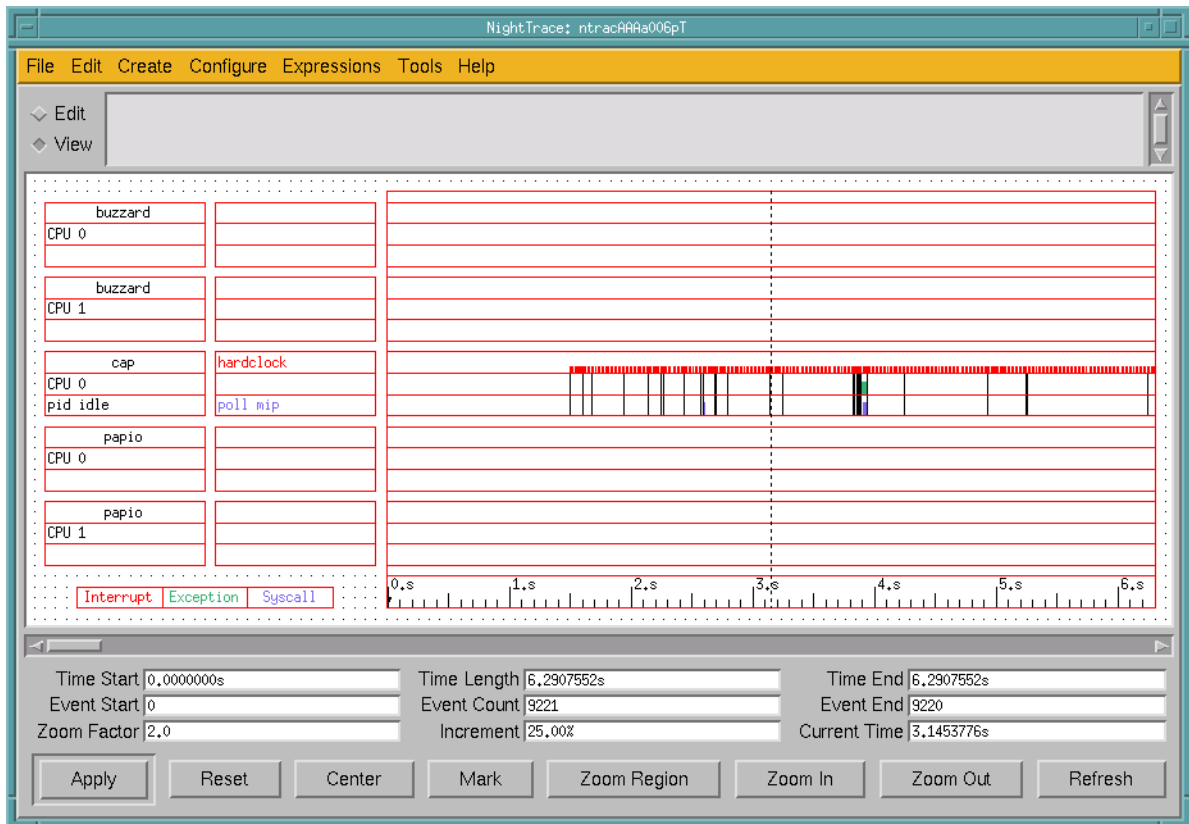 NightTrace: ntracAAAa006pT
File Edit Create Configure Expressions Tools Help
Edit
View
buzzard
CPU 0
buzzard
CPU 1
cap hardclock
CPU 0
pid idle poll mip
papio
CPU 0
papio
CPU 1
Interrupt Exception Syscall
0.s 1.s 2.s 3.s 4.s 5.s 6.s
Time Start 0.0000000s Time Length 6.2907552s Time End 6.2907552s
Event Start 0 Event Count 9221 Event End 9220
Zoom Factor 2.0 Increment 25.00% Current Time 3.1453776s
Apply Reset Center Mark Zoom Region Zoom In Zoom Out Refresh